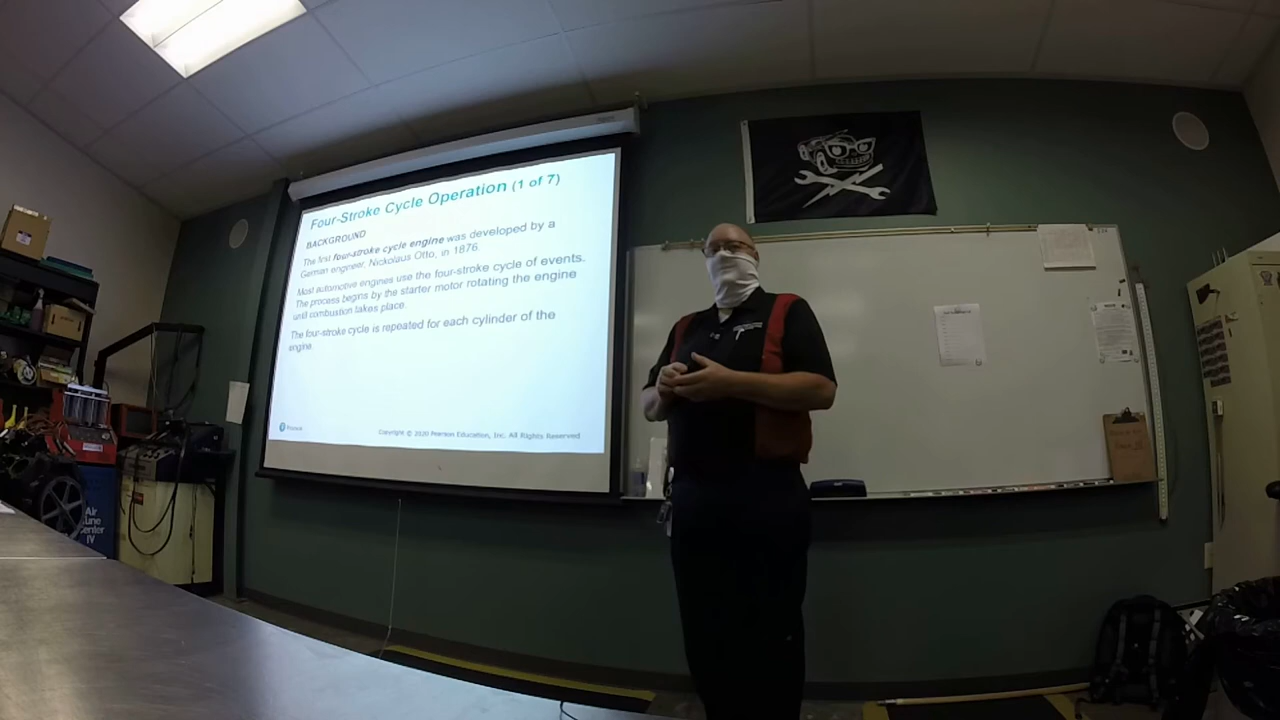 Four-Stroke Cycle Operation (1 of 7)
BACKGROUND
The first four-stroke cycle engine was developed by a
German engineer, Nickolaus Otto, in 1876.
Most automotive engines use the four-stroke cycle of events.
The process begins by the starter motor rotating the engine
until combustion takes place.
The four-stroke cycle is repeated for each cylinder of the
engine.
Pearson
Copyright © 2020 Pearson Education, Inc. All Rights Reserved
Air
Line
Center
IV